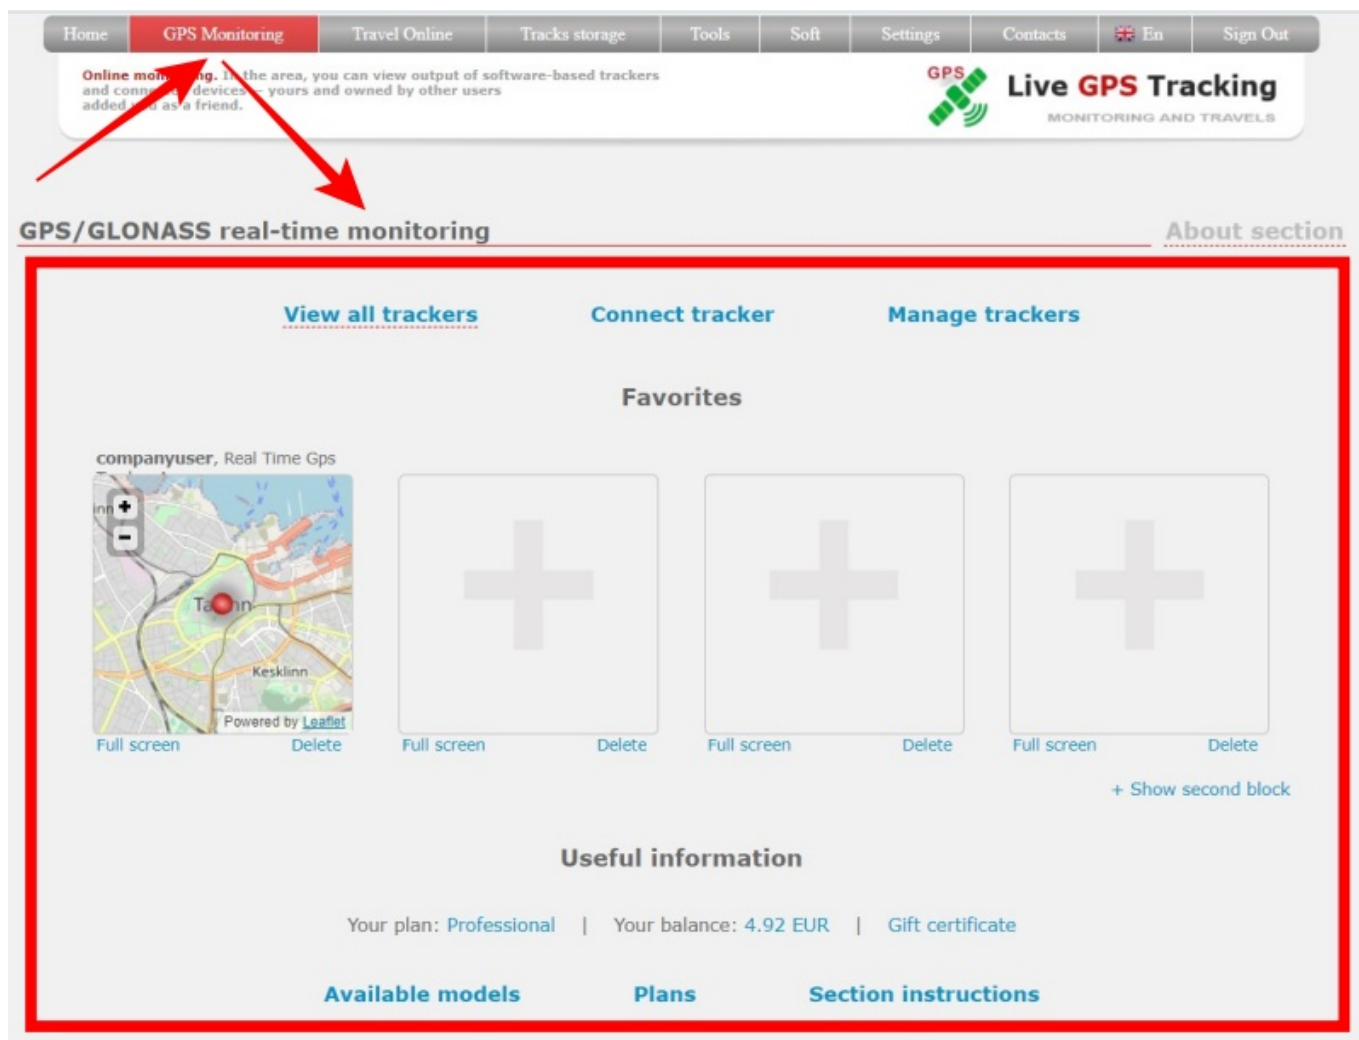 Home GPS Monitoring Travel Online Tracks storage Tools Soft Settings Contacts En Sign Out
Online monitoring. In the area, you can view output of software-based trackers
and connected devices — yours and owned by other users
added you as a friend.
GPS
Live GPS Tracking
MONITORING AND TRAVELS
GPS/GLONASS real-time monitoring
About section
View all trackers Connect tracker Manage trackers
Favorites
companyuser, Real Time Gps
+
−
Kesklinn
Powered by Leaflet
Full screen Delete Full screen Delete Full screen Delete Full screen Delete
+ Show second block
Useful information
Your plan: Professional | Your balance: 4.92 EUR | Gift certificate
Available models Plans Section instructions